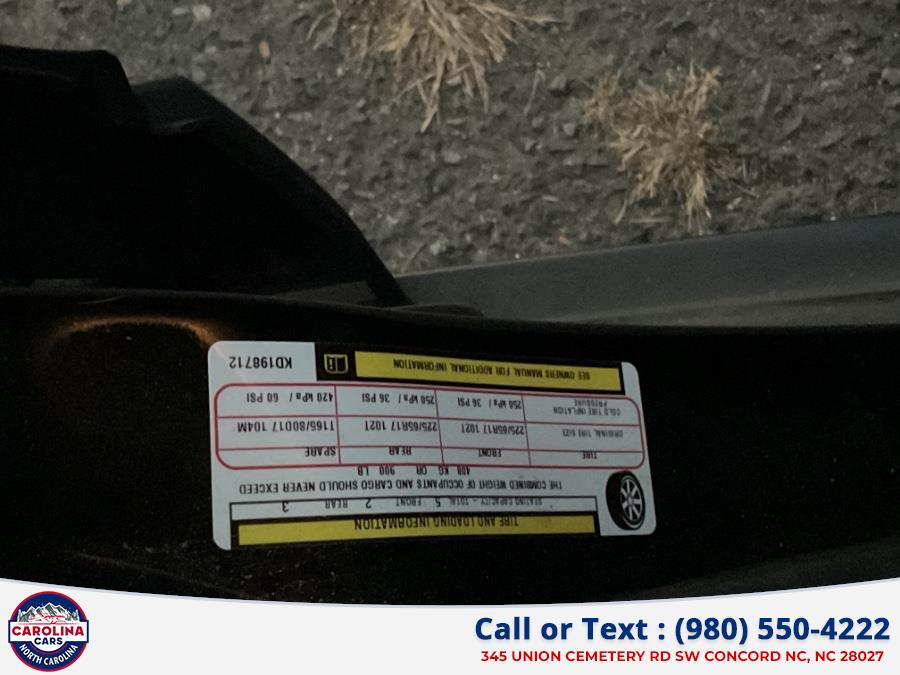 TIRE AND LOADING INFORMATION
SEATING CAPACITY – TOTAL 5 FRONT 2 REAR 3
THE COMBINED WEIGHT OF OCCUPANTS AND CARGO SHOULD NEVER EXCEED
408 KG OR 900 LB
TIRE FRONT REAR SPARE
ORIGINAL TIRE SIZE 225/65R17 102T 225/65R17 102T T165/80D17 104M
COLD TIRE INFLATION PRESSURE 250 kPa / 36 PSI 250 kPa / 36 PSI 420 kPa / 60 PSI
SEE OWNERS MANUAL FOR ADDITIONAL INFORMATION
KD198712
CAROLINA
CARS
NORTH CAROLINA
Call or Text : (980) 550-4222
345 UNION CEMETERY RD SW CONCORD NC, NC 28027